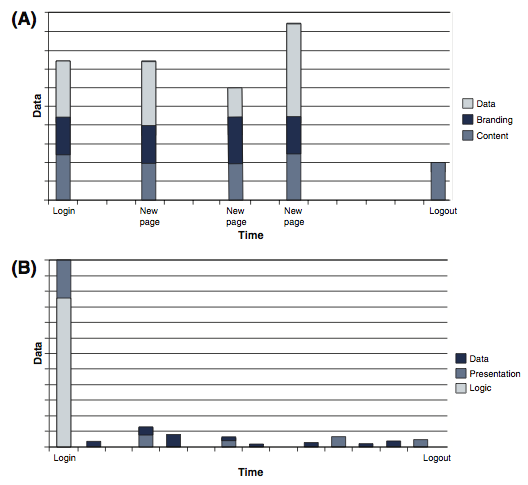 (A)
Data
Data
Branding
Content
Login
New
page
New
page
New
page
Logout
Time
(B)
Data
Data
Presentation
Logic
Login
Logout
Time